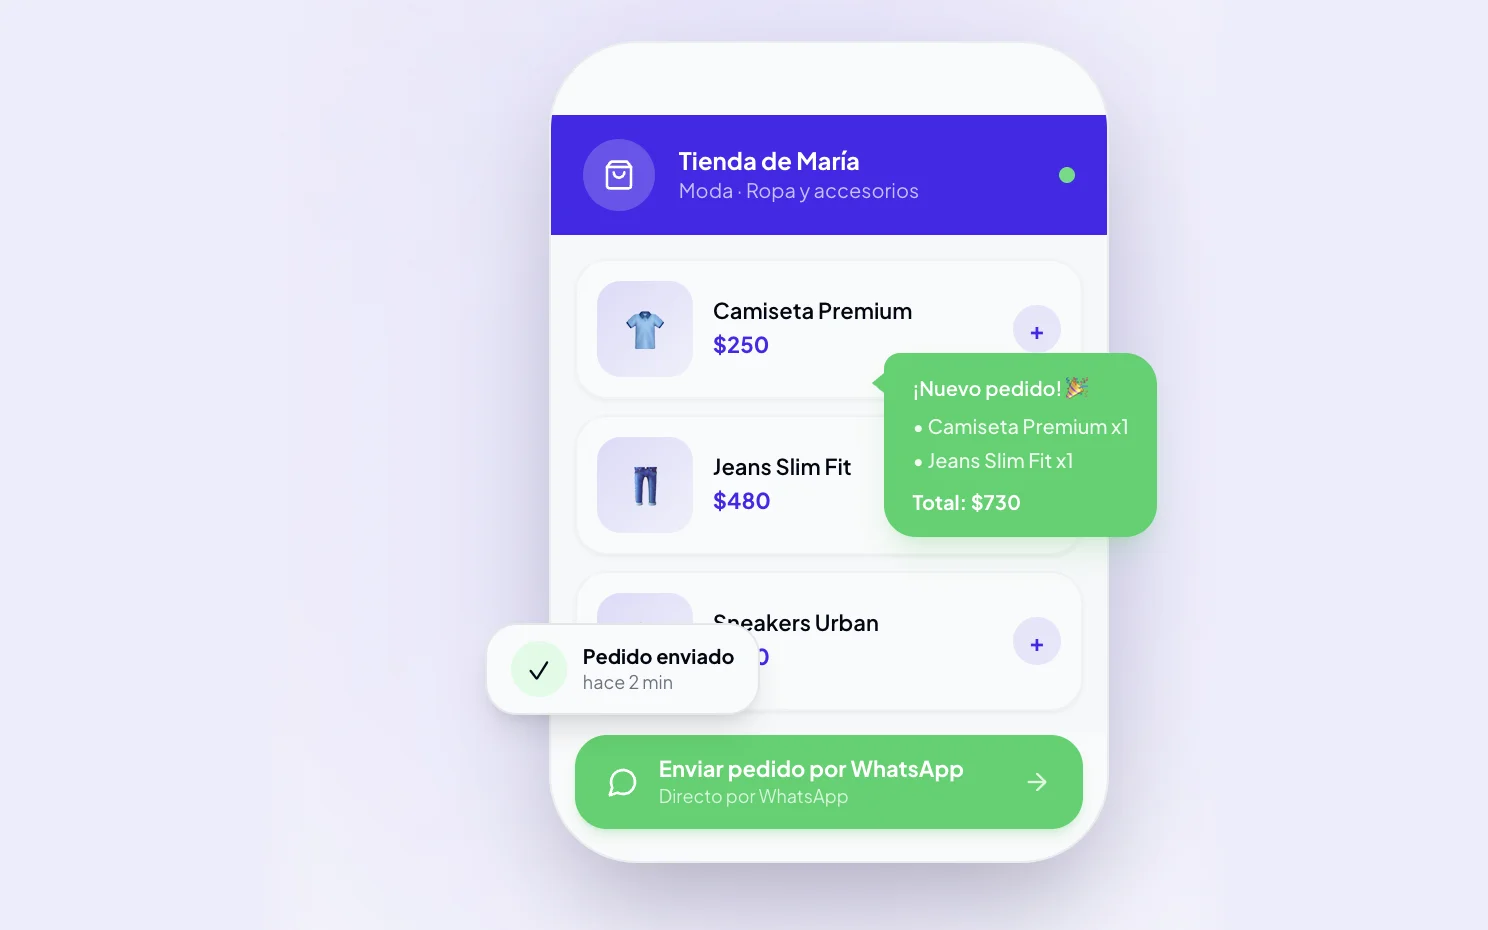 Tienda de María
Moda · Ropa y accesorios
Camiseta Premium
$250
+
¡Nuevo pedido! 🎉
• Camiseta Premium x1
• Jeans Slim Fit x1
Total: $730
Jeans Slim Fit
$480
Sneakers Urban
+
Pedido enviado
hace 2 min
Enviar pedido por WhatsApp
Directo por WhatsApp